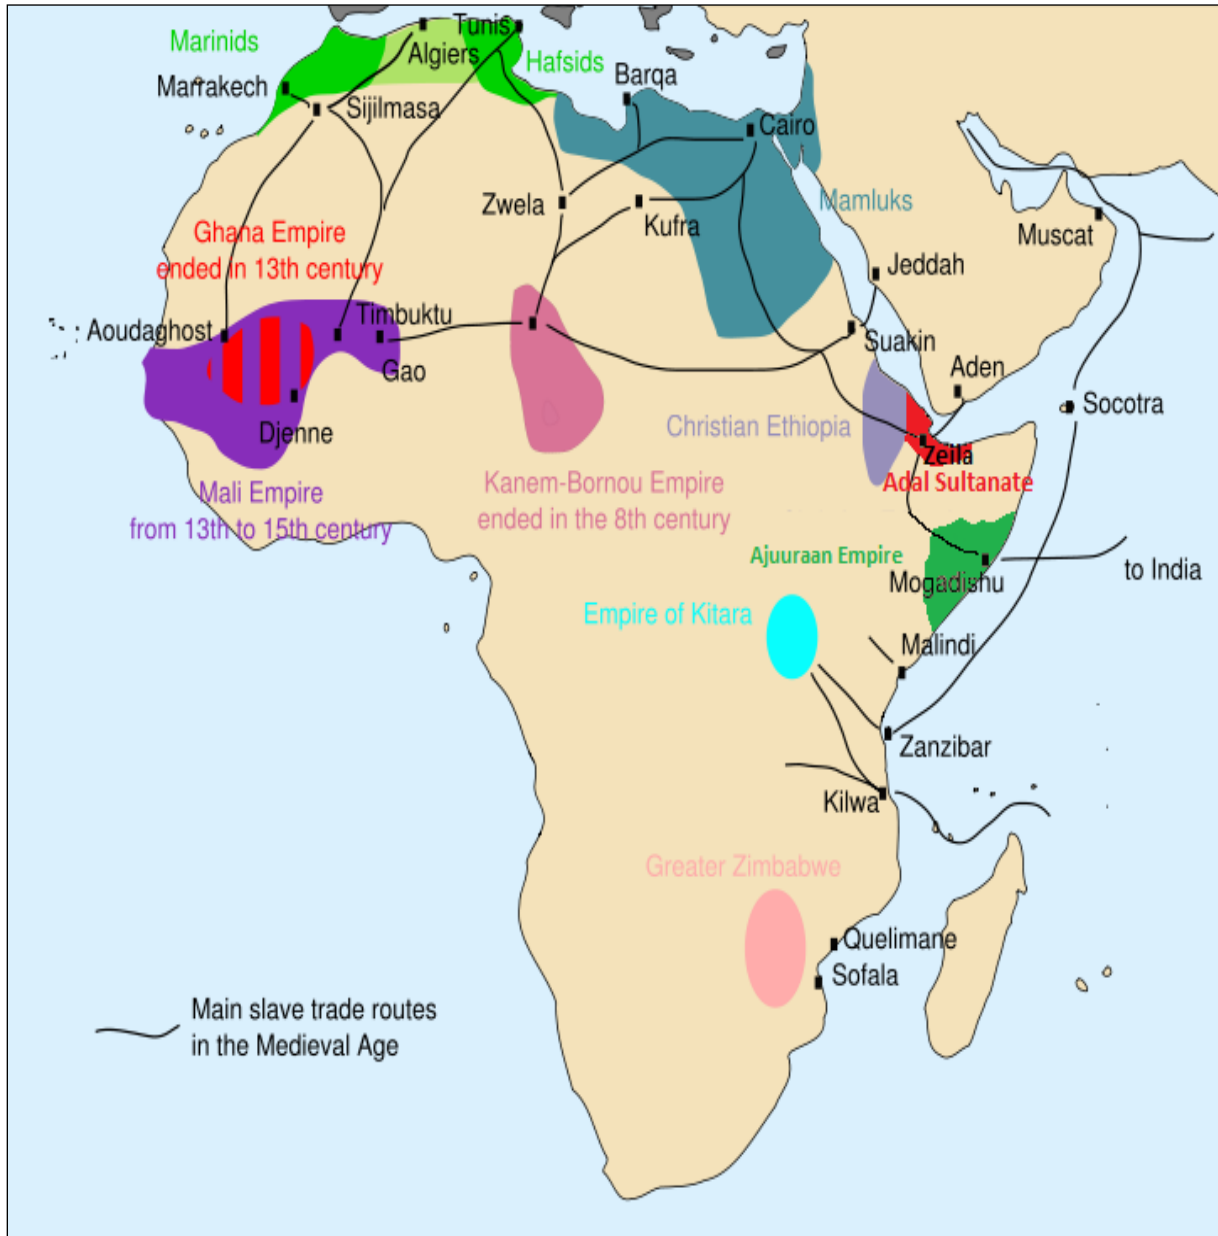 Marinids
Tunis
Algiers
Hafsids
Barqa
Marrakech
Sijilmasa
Cairo
Zwela
Kufra
Mamluks
Muscat
Ghana Empire
ended in 13th century
Jeddah
Aoudaghost
Timbuktu
Suakin
Gao
Aden
Socotra
Djenne
Christian Ethiopia
Zeila
Adal Sultanate
Mali Empire
from 13th to 15th century
Kanem-Bornou Empire
ended in the 8th century
Ajuuraan Empire
Mogadishu
to India
Empire of Kitara
Malindi
Zanzibar
Kilwa
Greater Zimbabwe
Quelimane
Sofala
Main slave trade routes
in the Medieval Age